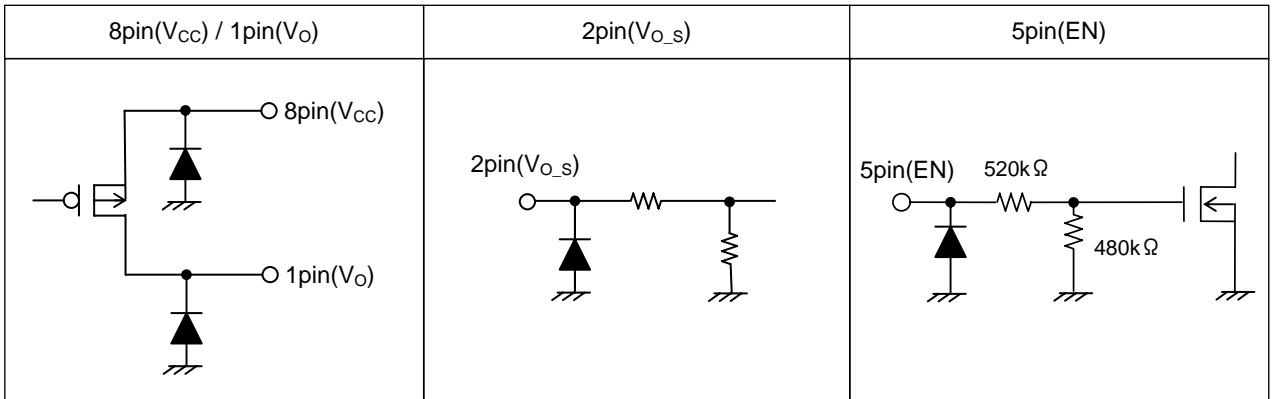 8pin(VCC) / 1pin(VO)
2pin(VO_S)
5pin(EN)
8pin(VCC)
1pin(VO)
2pin(VO_S)
5pin(EN)
520kΩ
480kΩ